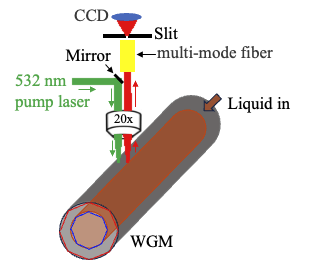 CCD
Slit
Mirror
multi-mode fiber
532 nm
pump laser
Liquid in
20x
WGM